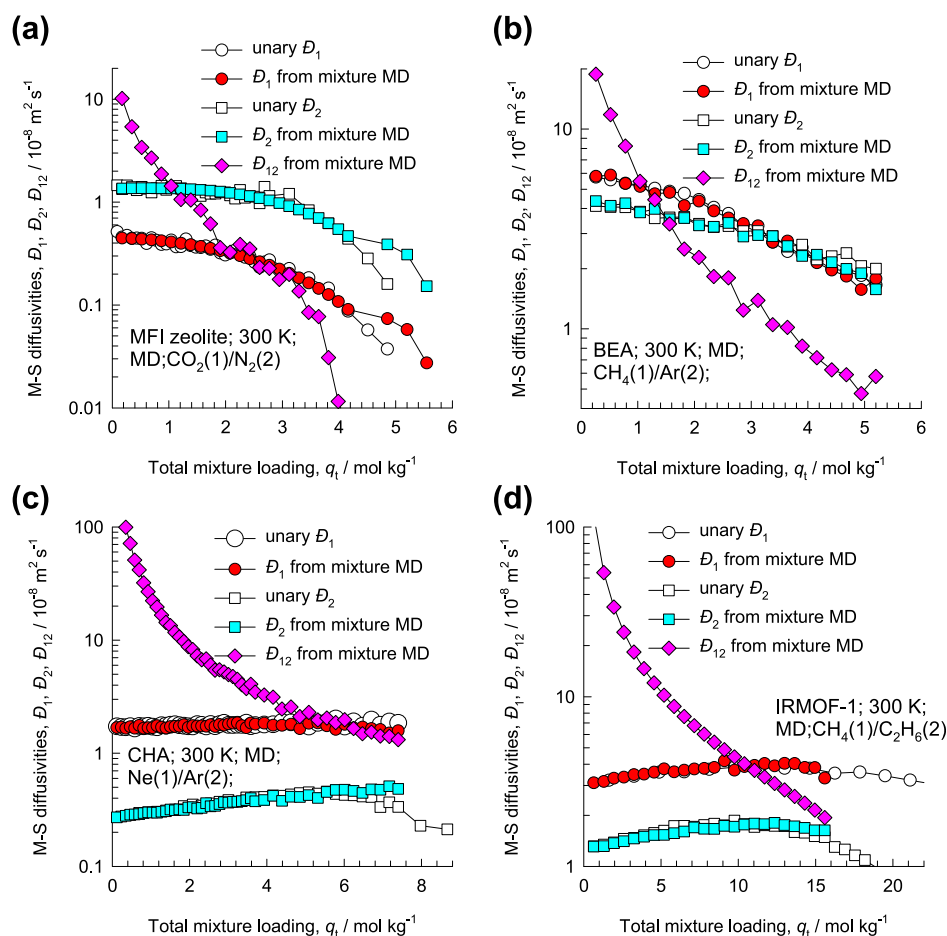 (a)
unary Đ1
Đ1 from mixture MD
unary Đ2
Đ2 from mixture MD
Đ12 from mixture MD
M-S diffusivities, Đ1, Đ2, Đ12 / 10-8 m2 s-1
10
1
0.1
0.01
MFI zeolite; 300 K;
MD;CO2(1)/N2(2)
0 1 2 3 4 5 6
Total mixture loading, qt / mol kg-1
(b)
unary Đ1
Đ1 from mixture MD
unary Đ2
Đ2 from mixture MD
Đ12 from mixture MD
M-S diffusivities, Đ1, Đ2, Đ12 / 10-8 m2 s-1
10
1
BEA; 300 K; MD;
CH4(1)/Ar(2);
0 1 2 3 4 5 6
Total mixture loading, qt / mol kg-1
(c)
unary Đ1
Đ1 from mixture MD
unary Đ2
Đ2 from mixture MD
Đ12 from mixture MD
M-S diffusivities, Đ1, Đ2, Đ12 / 10-8 m2 s-1
100
10
1
0.1
CHA; 300 K; MD;
Ne(1)/Ar(2);
0 2 4 6 8
Total mixture loading, qt / mol kg-1
(d)
unary Đ1
Đ1 from mixture MD
unary Đ2
Đ2 from mixture MD
Đ12 from mixture MD
M-S diffusivities, Đ1, Đ2, Đ12 / 10-8 m2 s-1
100
10
1
IRMOF-1; 300 K;
MD;CH4(1)/C2H6(2)
0 5 10 15 20
Total mixture loading, qt / mol kg-1